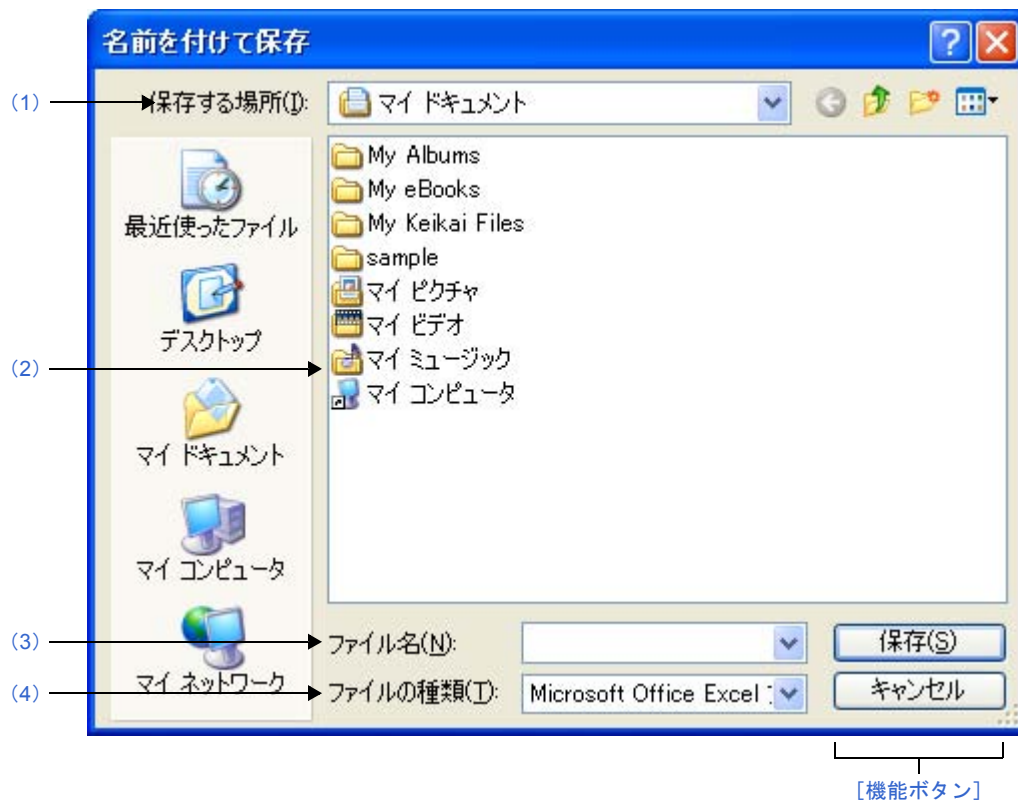 名前を付けて保存
(1)
保存する場所(I):
マイ ドキュメント
My Albums
My eBooks
My Keikai Files
sample
マイ ピクチャ
マイ ビデオ
マイ ミュージック
マイ コンピュータ
最近使ったファイル
デスクトップ
(2)
マイ ドキュメント
マイ コンピュータ
マイ ネットワーク
(3)
ファイル名(N):
保存(S)
(4)
ファイルの種類(T):
Microsoft Office Excel
キャンセル
[機能ボタン]